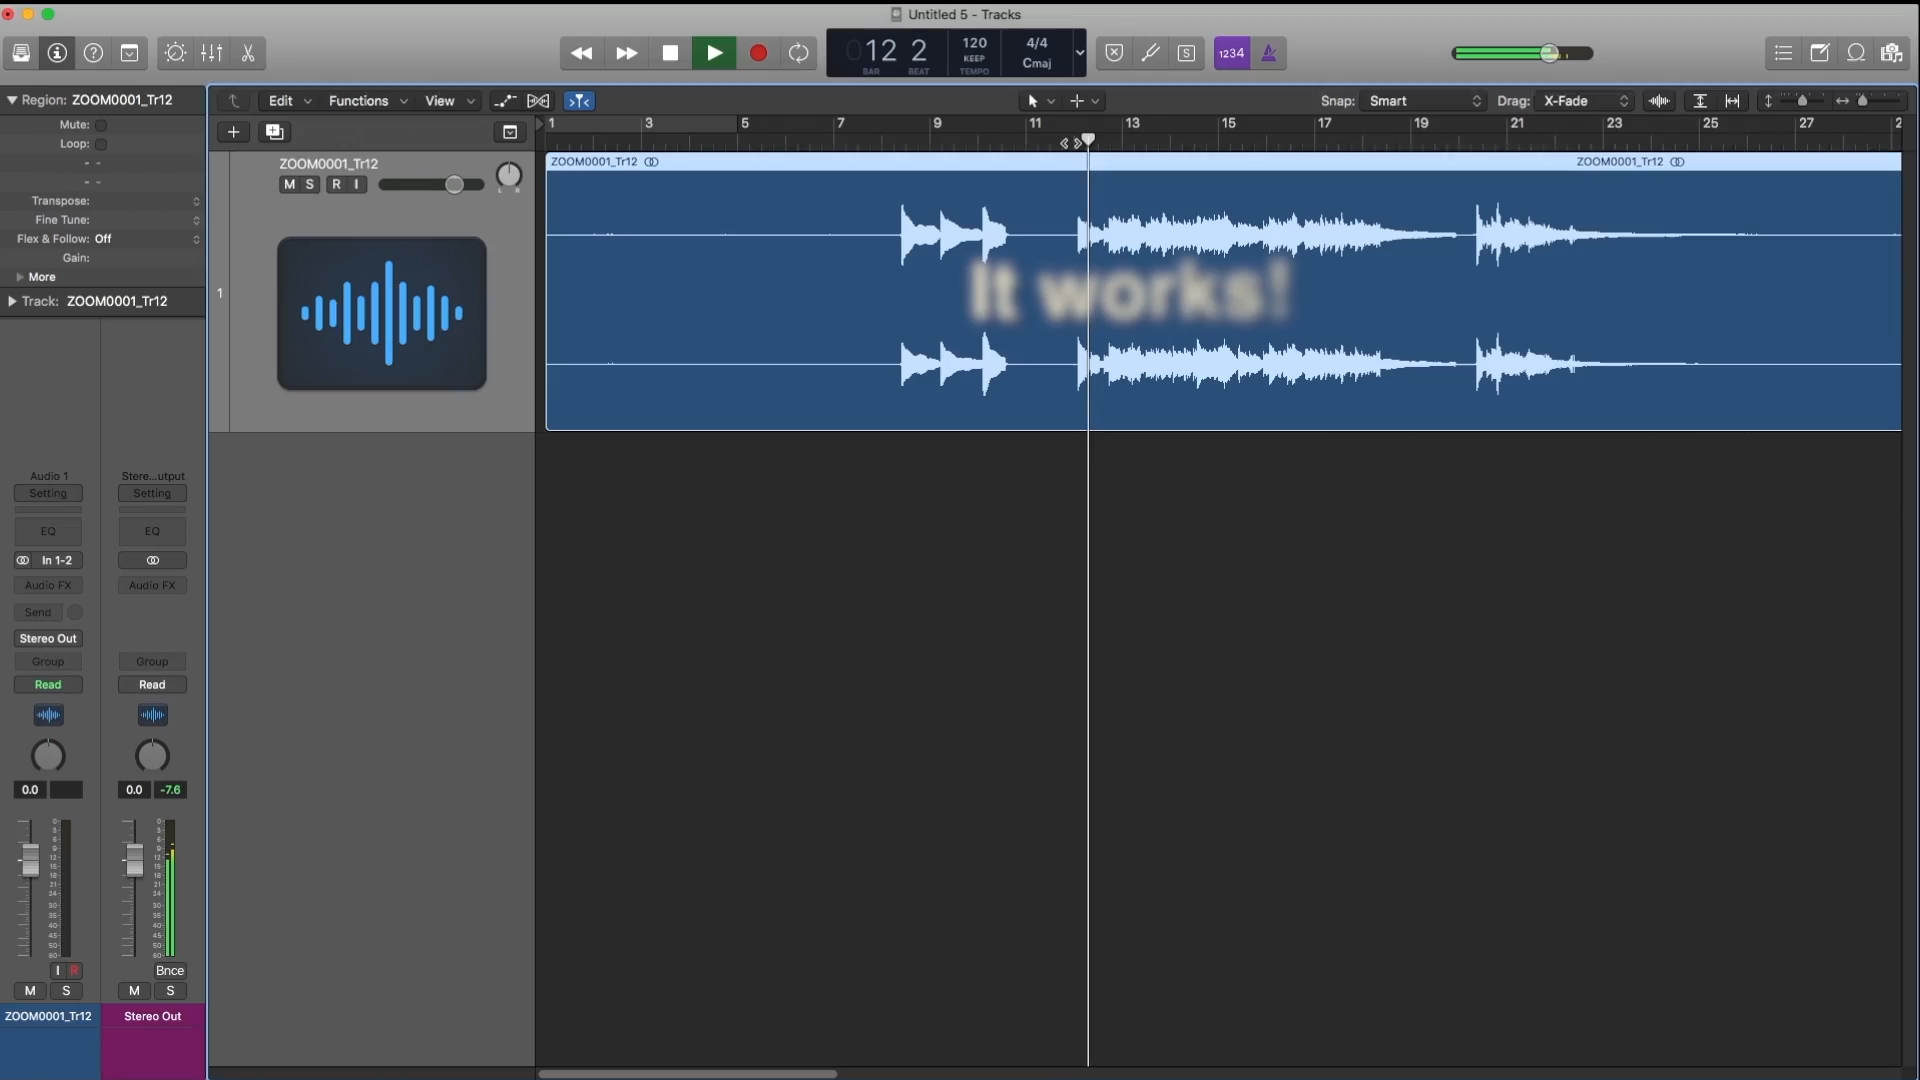 Untitled 5 - Tracks
1234
12 2
BAR BEAT
120
KEEP
TEMPO
4/4
Cmaj
S
Region: ZOOM0001_Tr12
Edit Functions View
Snap: Smart Drag: X-Fade
Mute:
Loop:
Transpose:
Fine Tune:
Flex & Follow: Off
Gain:
More
Track: ZOOM0001_Tr12
1 3 5 7 9 11 13 15 17 19 21 23 25 27 2
ZOOM0001_Tr12
M S R I
L R
1
ZOOM0001_Tr12 ZOOM0001_Tr12
It works!
Audio 1 Stere...utput
Setting Setting
EQ EQ
In 1-2
Audio FX Audio FX
Send
Stereo Out
Group Group
Read Read
0.0 0.0 -7.6
I R Bnce
M S M S
ZOOM0001_Tr12 Stereo Out